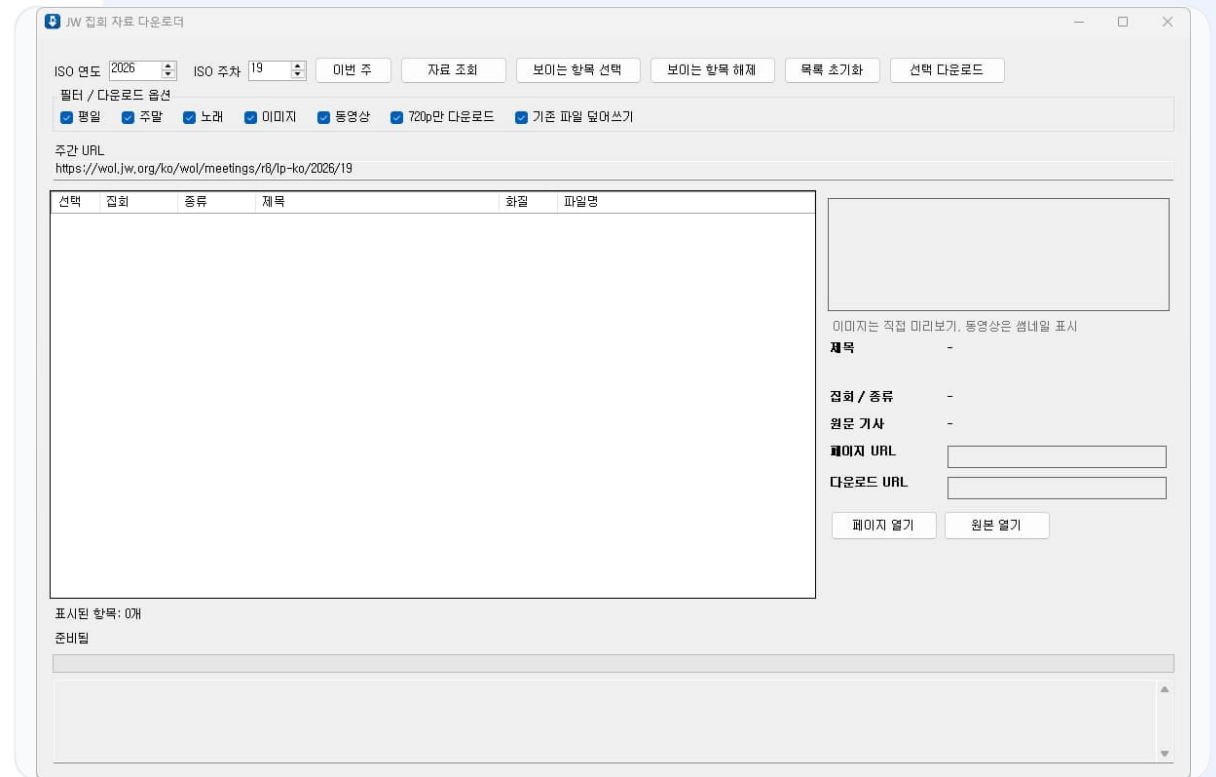 JW 집회 자료 다운로더
ISO 연도 2026 ISO 주차 19 이번 주 자료 조회 보이는 항목 선택 보이는 항목 해제 목록 초기화 선택 다운로드
필터 / 다운로드 옵션
평일 주말 노래 이미지 동영상 720p만 다운로드 기존 파일 덮어쓰기
주간 URL
https://wol.jw.org/ko/wol/meetings/r8/lp-ko/2026/19
선택 집회 종류 제목 화질 파일명
이미지는 직접 미리보기, 동영상은 썸네일 표시
제목 -
집회 / 종류 -
원문 기사 -
페이지 URL
다운로드 URL
페이지 열기 원본 열기
표시된 항목: 0개
준비됨